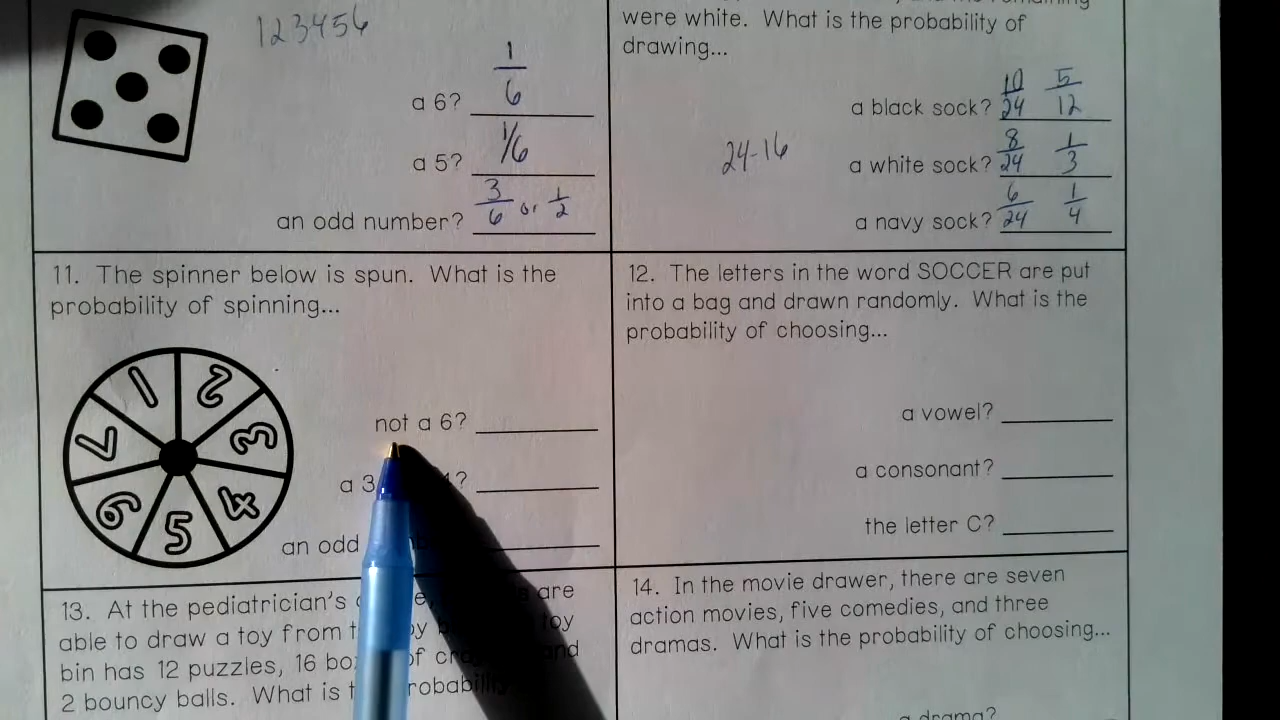 123456
1
6
a 6?
1/6
a 5?
3
6 or 1
2
an odd number?
were white. What is the probability of
drawing...
10 5
24 12
a black sock?
24-16
8 1
24 3
a white sock?
6 1
24 4
a navy sock?
11. The spinner below is spun. What is the
probability of spinning...
1 2 3 4 5 6 7
not a 6?
a 3
an odd
12. The letters in the word SOCCER are put
into a bag and drawn randomly. What is the
probability of choosing...
a vowel?
a consonant?
the letter C?
13. At the pediatrician's are
able to draw a toy from toy
bin has 12 puzzles, 16 of and
2 bouncy balls. What is
14. In the movie drawer, there are seven
action movies, five comedies, and three
dramas. What is the probability of choosing...
a drama?